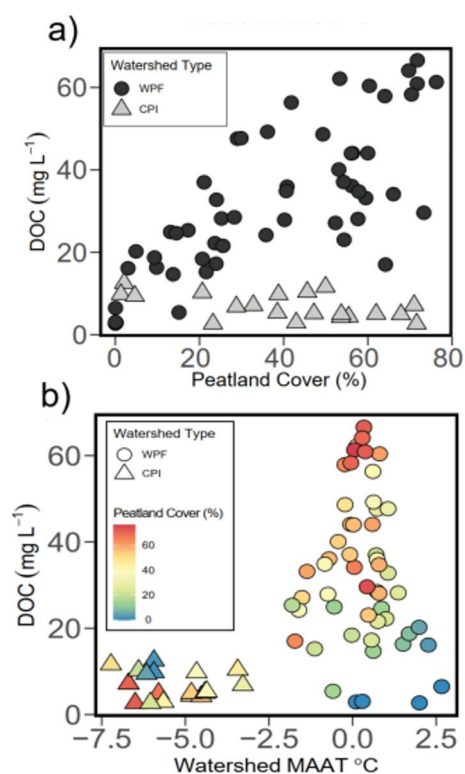 a)
Watershed Type
WPF
CPI
DOC (mg L⁻¹)
60
40
20
0
0
20
40
60
80
Peatland Cover (%)
b)
Watershed Type
WPF
CPI
Peatland Cover (%)
60
40
20
0
DOC (mg L⁻¹)
60
40
20
0
−7.5
−5.0
−2.5
0.0
2.5
Watershed MAAT °C